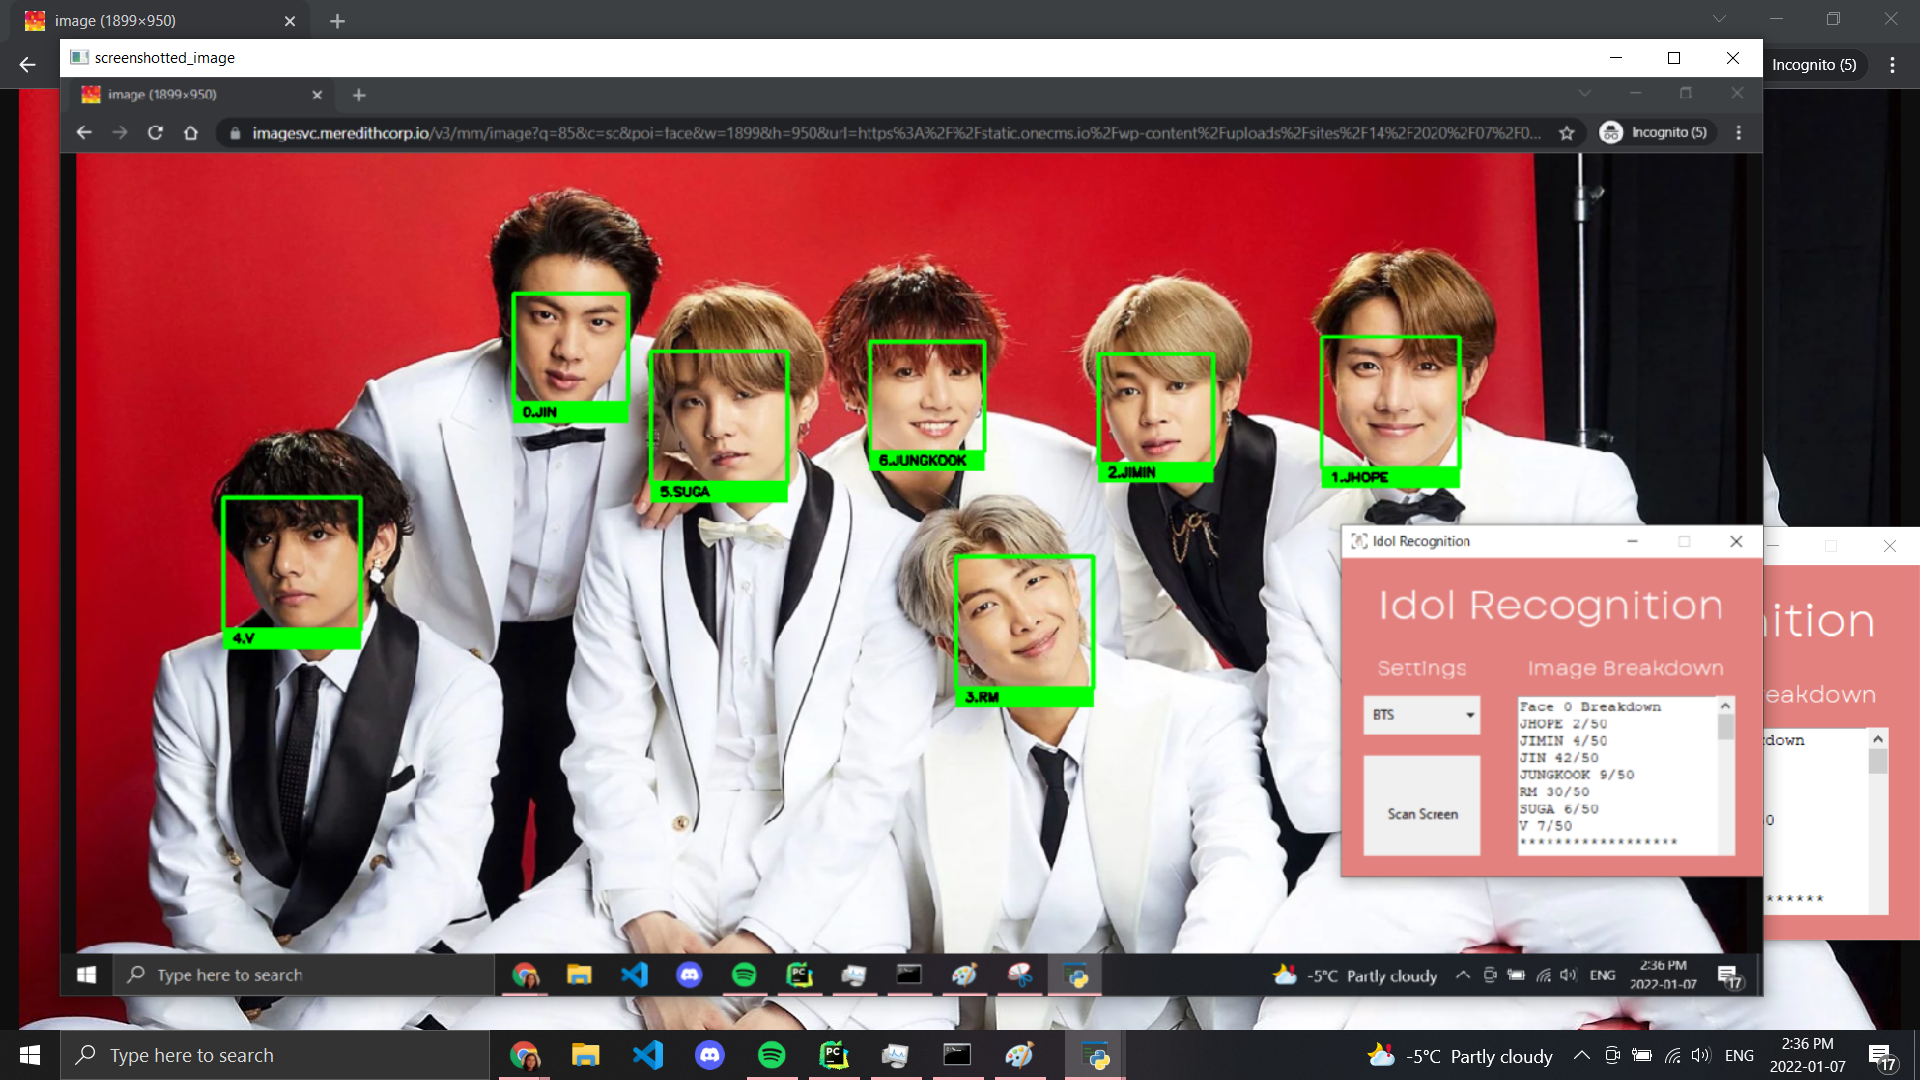 image (1899×950)
Incognito (5)
screenshotted_image
image (1899×950)
imagesvc.meredithcorp.io/v3/mm/image?q=85&c=sc&poi=face&w=1899&h=950&url=https%3A%2F%2Fstatic.onecms.io%2Fwp-content%2Fuploads%2Fsites%2F14%2F2020%2F07%2F0...
Incognito (5)
0.JIN
5.SUGA
6.JUNGKOOK
2.JIMIN
1.JHOPE
4.V
3.RM
Idol Recognition
Idol Recognition
Settings
Image Breakdown
BTS
Scan Screen
Face 0 Breakdown
JHOPE 2/50
JIMIN 4/50
JIN 42/50
JUNGKOOK 9/50
RM 30/50
SUGA 6/50
V 7/50
******************
nition
reakdown
down
0
******
Type here to search
-5°C Partly cloudy
ENG
2:36 PM
2022-01-07
17
Type here to search
PC
-5°C Partly cloudy
ENG
2:36 PM
2022-01-07
17